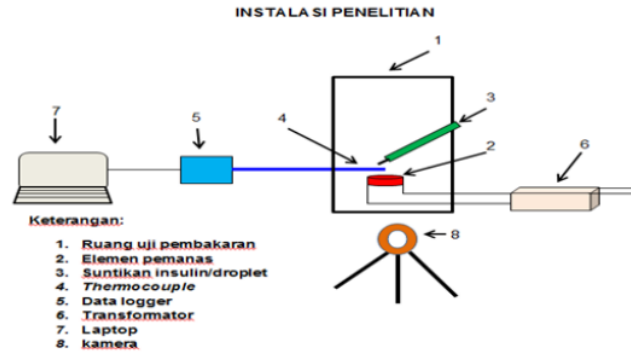 INSTALASI PENELITIAN
1
3
7
5
4
2
6
8
Keterangan:
1. Ruang uji pembakaran
2. Elemen pemanas
3. Suntikan insulin/droplet
4. Thermocouple
5. Data logger
6. Transformator
7. Laptop
8. kamera